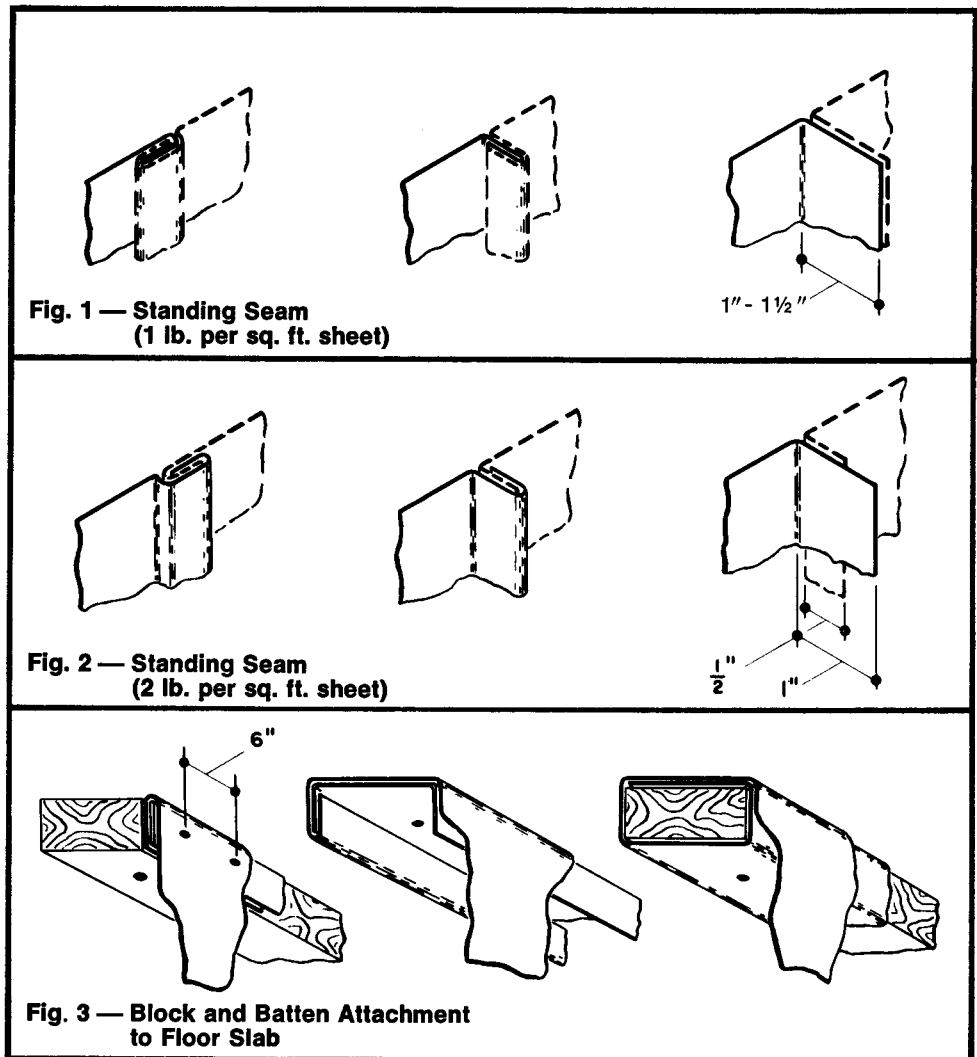 1" - 1½"
Fig. 1 — Standing Seam
(1 lb. per sq. ft. sheet)
½"
1"
Fig. 2 — Standing Seam
(2 lb. per sq. ft. sheet)
6"
Fig. 3 — Block and Batten Attachment
to Floor Slab